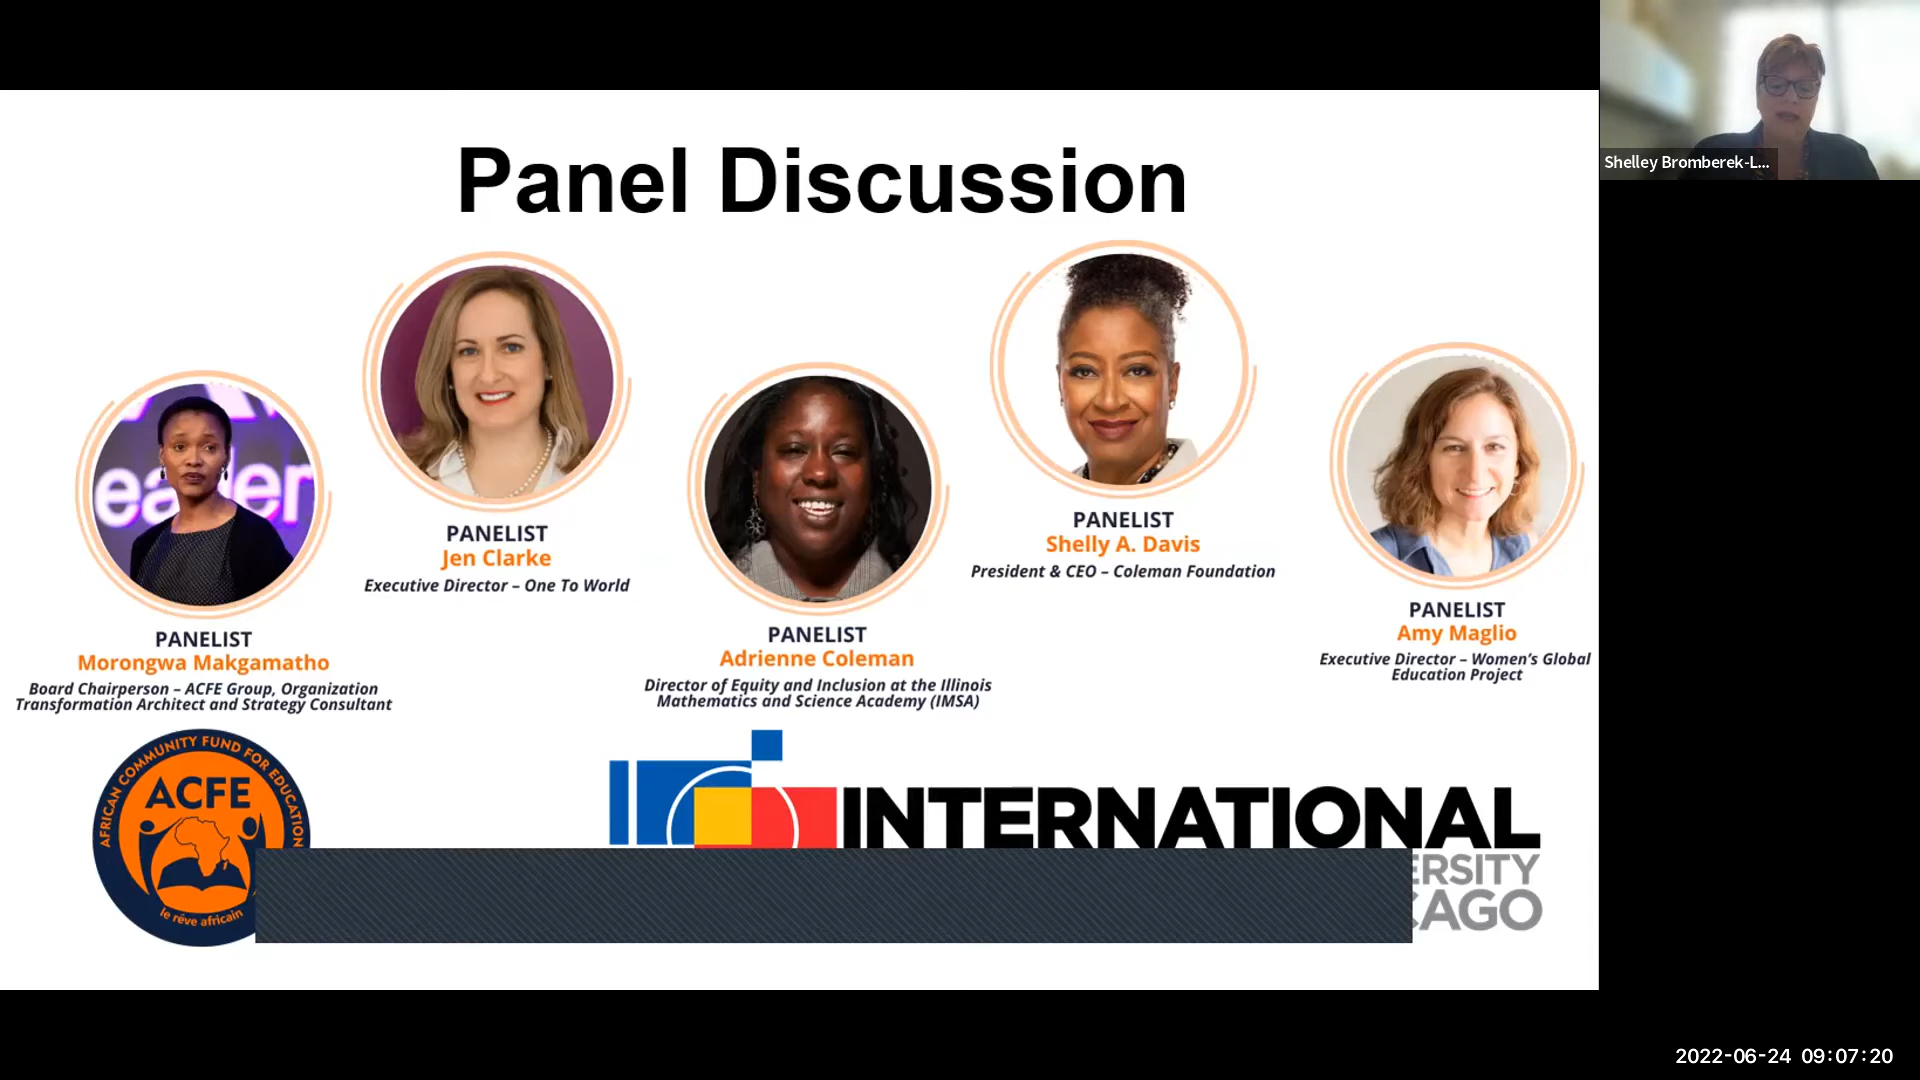 Panel Discussion
Shelley Bromberek-L...
PANELIST
Morongwa Makgamatho
Board Chairperson – ACFE Group, Organization
Transformation Architect and Strategy Consultant
PANELIST
Jen Clarke
Executive Director – One To World
PANELIST
Adrienne Coleman
Director of Equity and Inclusion at the Illinois
Mathematics and Science Academy (IMSA)
PANELIST
Shelly A. Davis
President & CEO – Coleman Foundation
PANELIST
Amy Maglio
Executive Director – Women's Global
Education Project
AFRICAN COMMUNITY FUND FOR EDUCATION
ACFE
le rêve africain
INTERNATIONAL
ERSITY
CAGO
2022-06-24 09:07:20